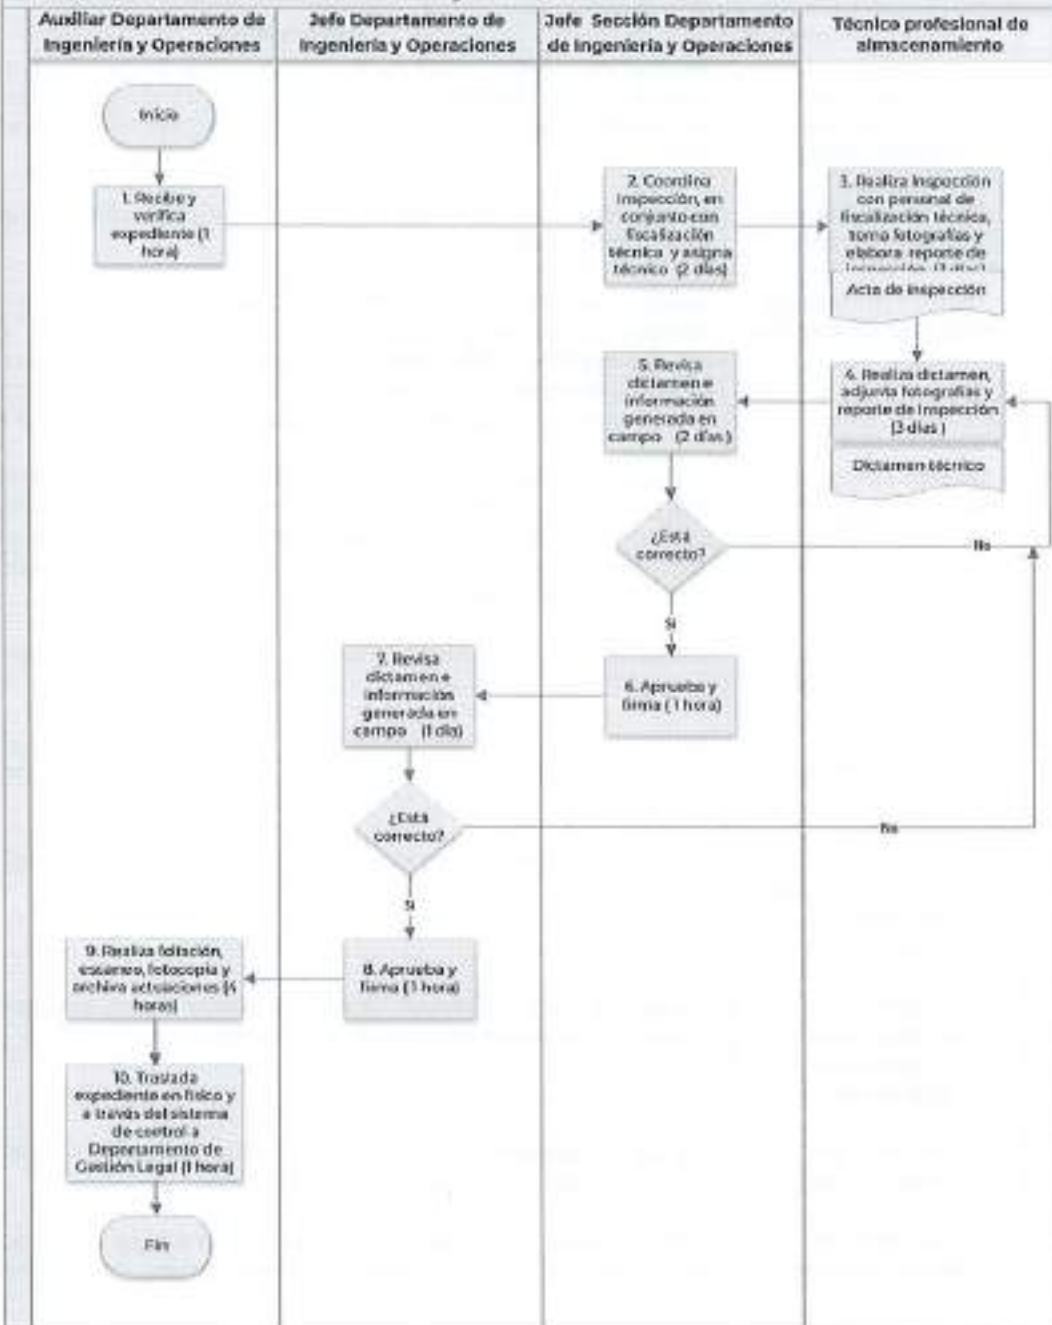 Auxiliar Departamento de
Ingeniería y Operaciones
Jefe Departamento de
Ingeniería y Operaciones
Jefe Sección Departamento
de Ingeniería y Operaciones
Técnico profesional de
almacenamiento
Inicio
1. Recibe y
verifica
expediente (1
hora)
2. Coordina
inspección, en
conjunto con
fiscalización
técnica y asigna
técnico (2 días)
3. Realiza inspección
con personal de
fiscalización técnica,
toma fotografías y
elabora reporte de
inspección
Acta de inspección
5. Revisa
dictamen e
información
generada en
campo (2 días)
4. Realiza dictamen,
adjunta fotografías y
reporte de inspección
(3 días)
Dictamen técnico
¿Está
correcto?
No
Si
7. Revisa
dictamen e
información
generada en
campo (1 día)
6. Aprueba y
firma (1 hora)
¿Está
correcto?
No
Si
9. Realiza foliación,
escaneo, fotocopia y
archiva actuaciones (4
horas)
8. Aprueba y
firma (1 hora)
10. Traslada
expediente en físico y
a través del sistema
de control a
Departamento de
Gestión Legal (1 hora)
Fin